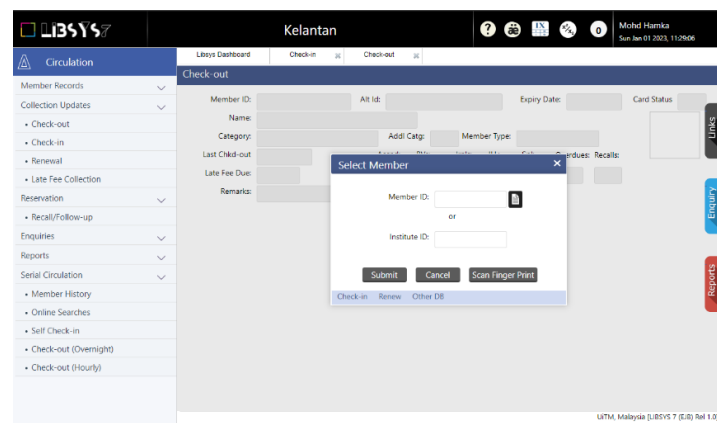 LIBSYS7
Kelantan
? æ IX 0
Mohd Hamka
Sun Jan 01 2023, 11:29:06
Circulation
Libsys Dashboard Check-in Check-out
Check-out
Member Records
Collection Updates
• Check-out
• Check-in
• Renewal
• Late Fee Collection
Reservation
• Recall/Follow-up
Enquiries
Reports
Serial Circulation
• Member History
• Online Searches
• Self Check-in
• Check-out (Overnight)
• Check-out (Hourly)
Member ID: Alt Id: Expiry Date: Card Status
Name:
Category: Addl Catg: Member Type:
Last Chkd-out Overdues: Recalls:
Late Fee Due:
Remarks:
Select Member ×
Member ID:
or
Institute ID:
Submit Cancel Scan Finger Print
Check-in Renew Other DB
Links
Enquiry
Reports
UiTM, Malaysia [LIBSYS 7 (EJB) Rel 1.0]